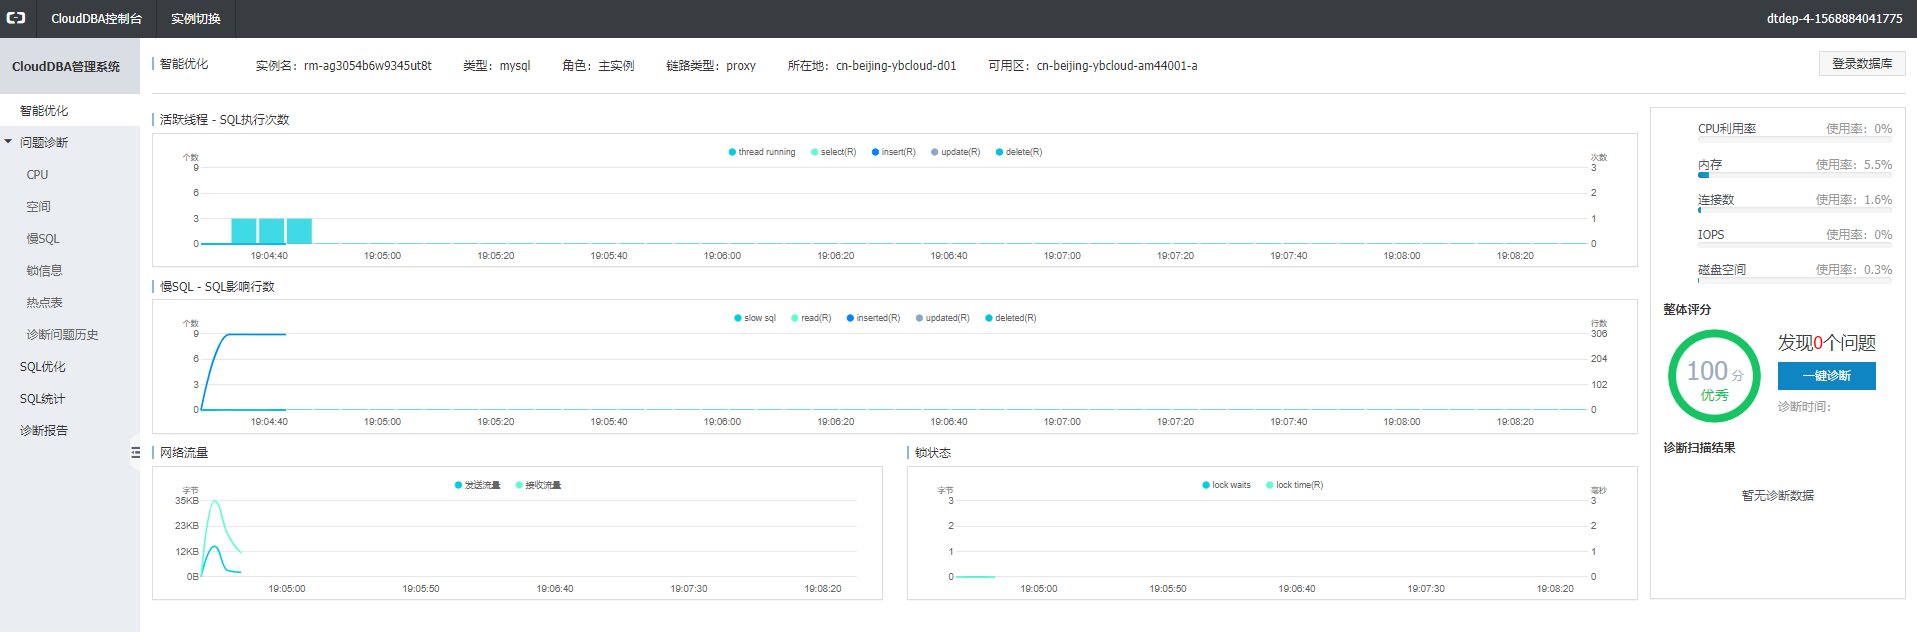 CloudDBA控制台 实例切换 dtdep-4-1568884041775
CloudDBA管理系统
智能优化
问题诊断
CPU
空间
慢SQL
锁信息
热点表
诊断问题历史
SQL优化
SQL统计
诊断报告
智能优化 实例名：rm-ag3054b6w9345ut8t 类型：mysql 角色：主实例 链路类型：proxy 所在地：cn-beijing-ybcloud-d01 可用区：cn-beijing-ybcloud-am44001-a 登录数据库
活跃线程 - SQL执行次数
thread running select(R) insert(R) update(R) delete(R)
个数 次数
9 3
6 2
3 1
0 0
19:04:40 19:05:00 19:05:20 19:05:40 19:06:00 19:06:20 19:06:40 19:07:00 19:07:20 19:07:40 19:08:00 19:08:20
慢SQL - SQL影响行数
slow sql read(R) inserted(R) updated(R) deleted(R)
个数 行数
9 306
6 204
3 102
0 0
19:04:40 19:05:00 19:05:20 19:05:40 19:06:00 19:06:20 19:06:40 19:07:00 19:07:20 19:07:40 19:08:00 19:08:20
网络流量
发送流量 接收流量
字节
35KB
23KB
12KB
0B
19:05:00 19:05:50 19:06:40 19:07:30 19:08:20
锁状态
lock waits lock time(R)
字节 毫秒
3 3
2 2
1 1
0 0
19:05:00 19:05:50 19:06:40 19:07:30 19:08:20
CPU利用率 使用率：0%
内存 使用率：5.5%
连接数 使用率：1.6%
IOPS 使用率：0%
磁盘空间 使用率：0.3%
整体评分
100 分
优秀
发现0个问题
一键诊断
诊断时间：
诊断扫描结果
暂无诊断数据